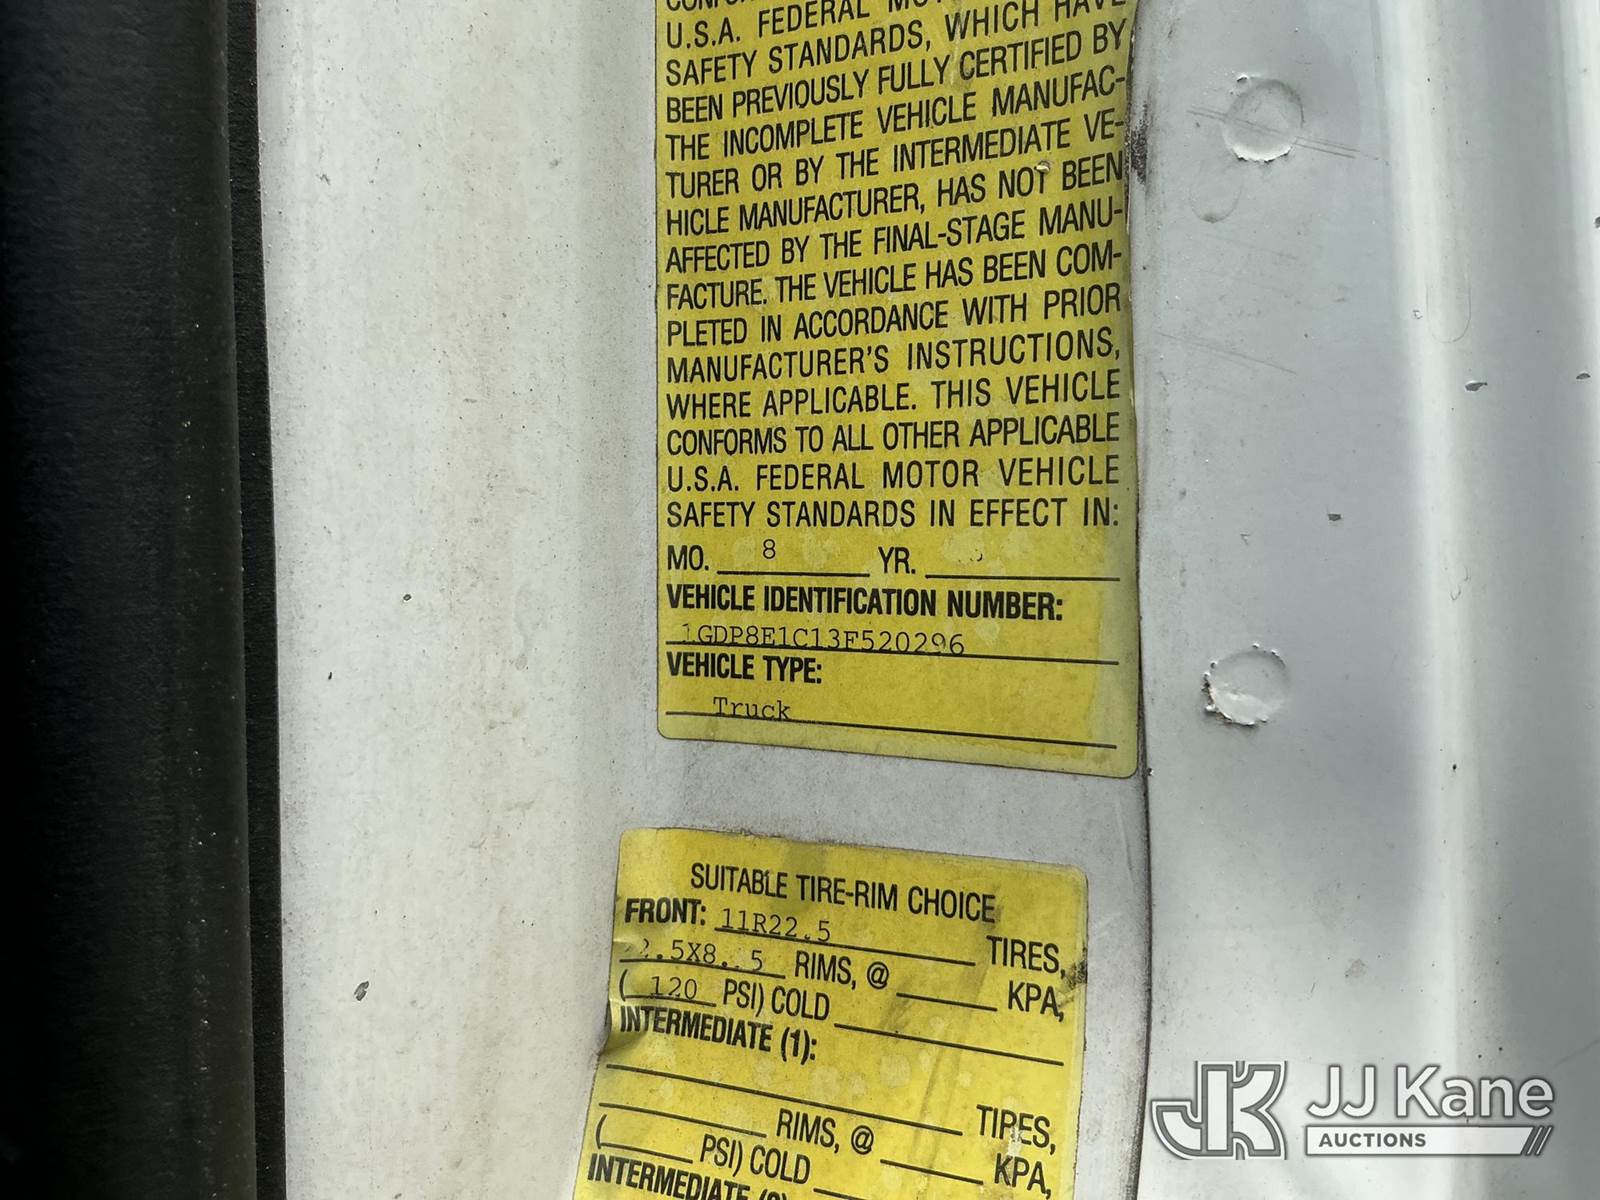 U.S.A. FEDERAL
SAFETY STANDARDS, WHICH HAVE
BEEN PREVIOUSLY FULLY CERTIFIED BY
THE INCOMPLETE VEHICLE MANUFAC-
TURER OR BY THE INTERMEDIATE VE-
HICLE MANUFACTURER, HAS NOT BEEN
AFFECTED BY THE FINAL-STAGE MANU-
FACTURE. THE VEHICLE HAS BEEN COM-
PLETED IN ACCORDANCE WITH PRIOR
MANUFACTURER'S INSTRUCTIONS,
WHERE APPLICABLE. THIS VEHICLE
CONFORMS TO ALL OTHER APPLICABLE
U.S.A. FEDERAL MOTOR VEHICLE
SAFETY STANDARDS IN EFFECT IN:
MO. 8 YR.
VEHICLE IDENTIFICATION NUMBER:
1GDP8E1C13F520296
VEHICLE TYPE:
Truck
SUITABLE TIRE-RIM CHOICE
FRONT: 11R22.5 TIRES,
RIMS, @ KPA,
( 120 PSI) COLD
INTERMEDIATE (1):
TIRES,
RIMS, @ KPA,
( PSI) COLD
INTERMEDIATE
JK JJ Kane
AUCTIONS